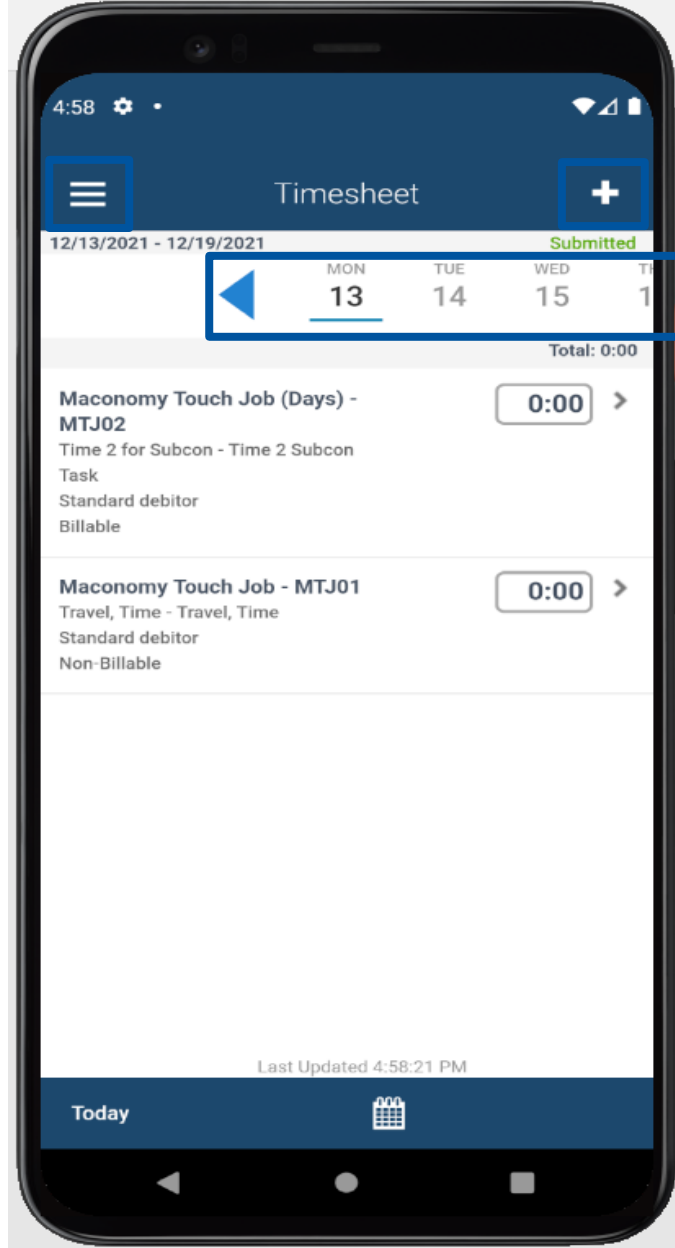 4:58
Timesheet
12/13/2021 - 12/19/2021 Submitted
MON TUE WED
13 14 15 1
Total: 0:00
Maconomy Touch Job (Days) - 0:00
MTJ02
Time 2 for Subcon - Time 2 Subcon
Task
Standard debitor
Billable
Maconomy Touch Job - MTJ01 0:00
Travel, Time - Travel, Time
Standard debitor
Non-Billable
Last Updated 4:58:21 PM
Today